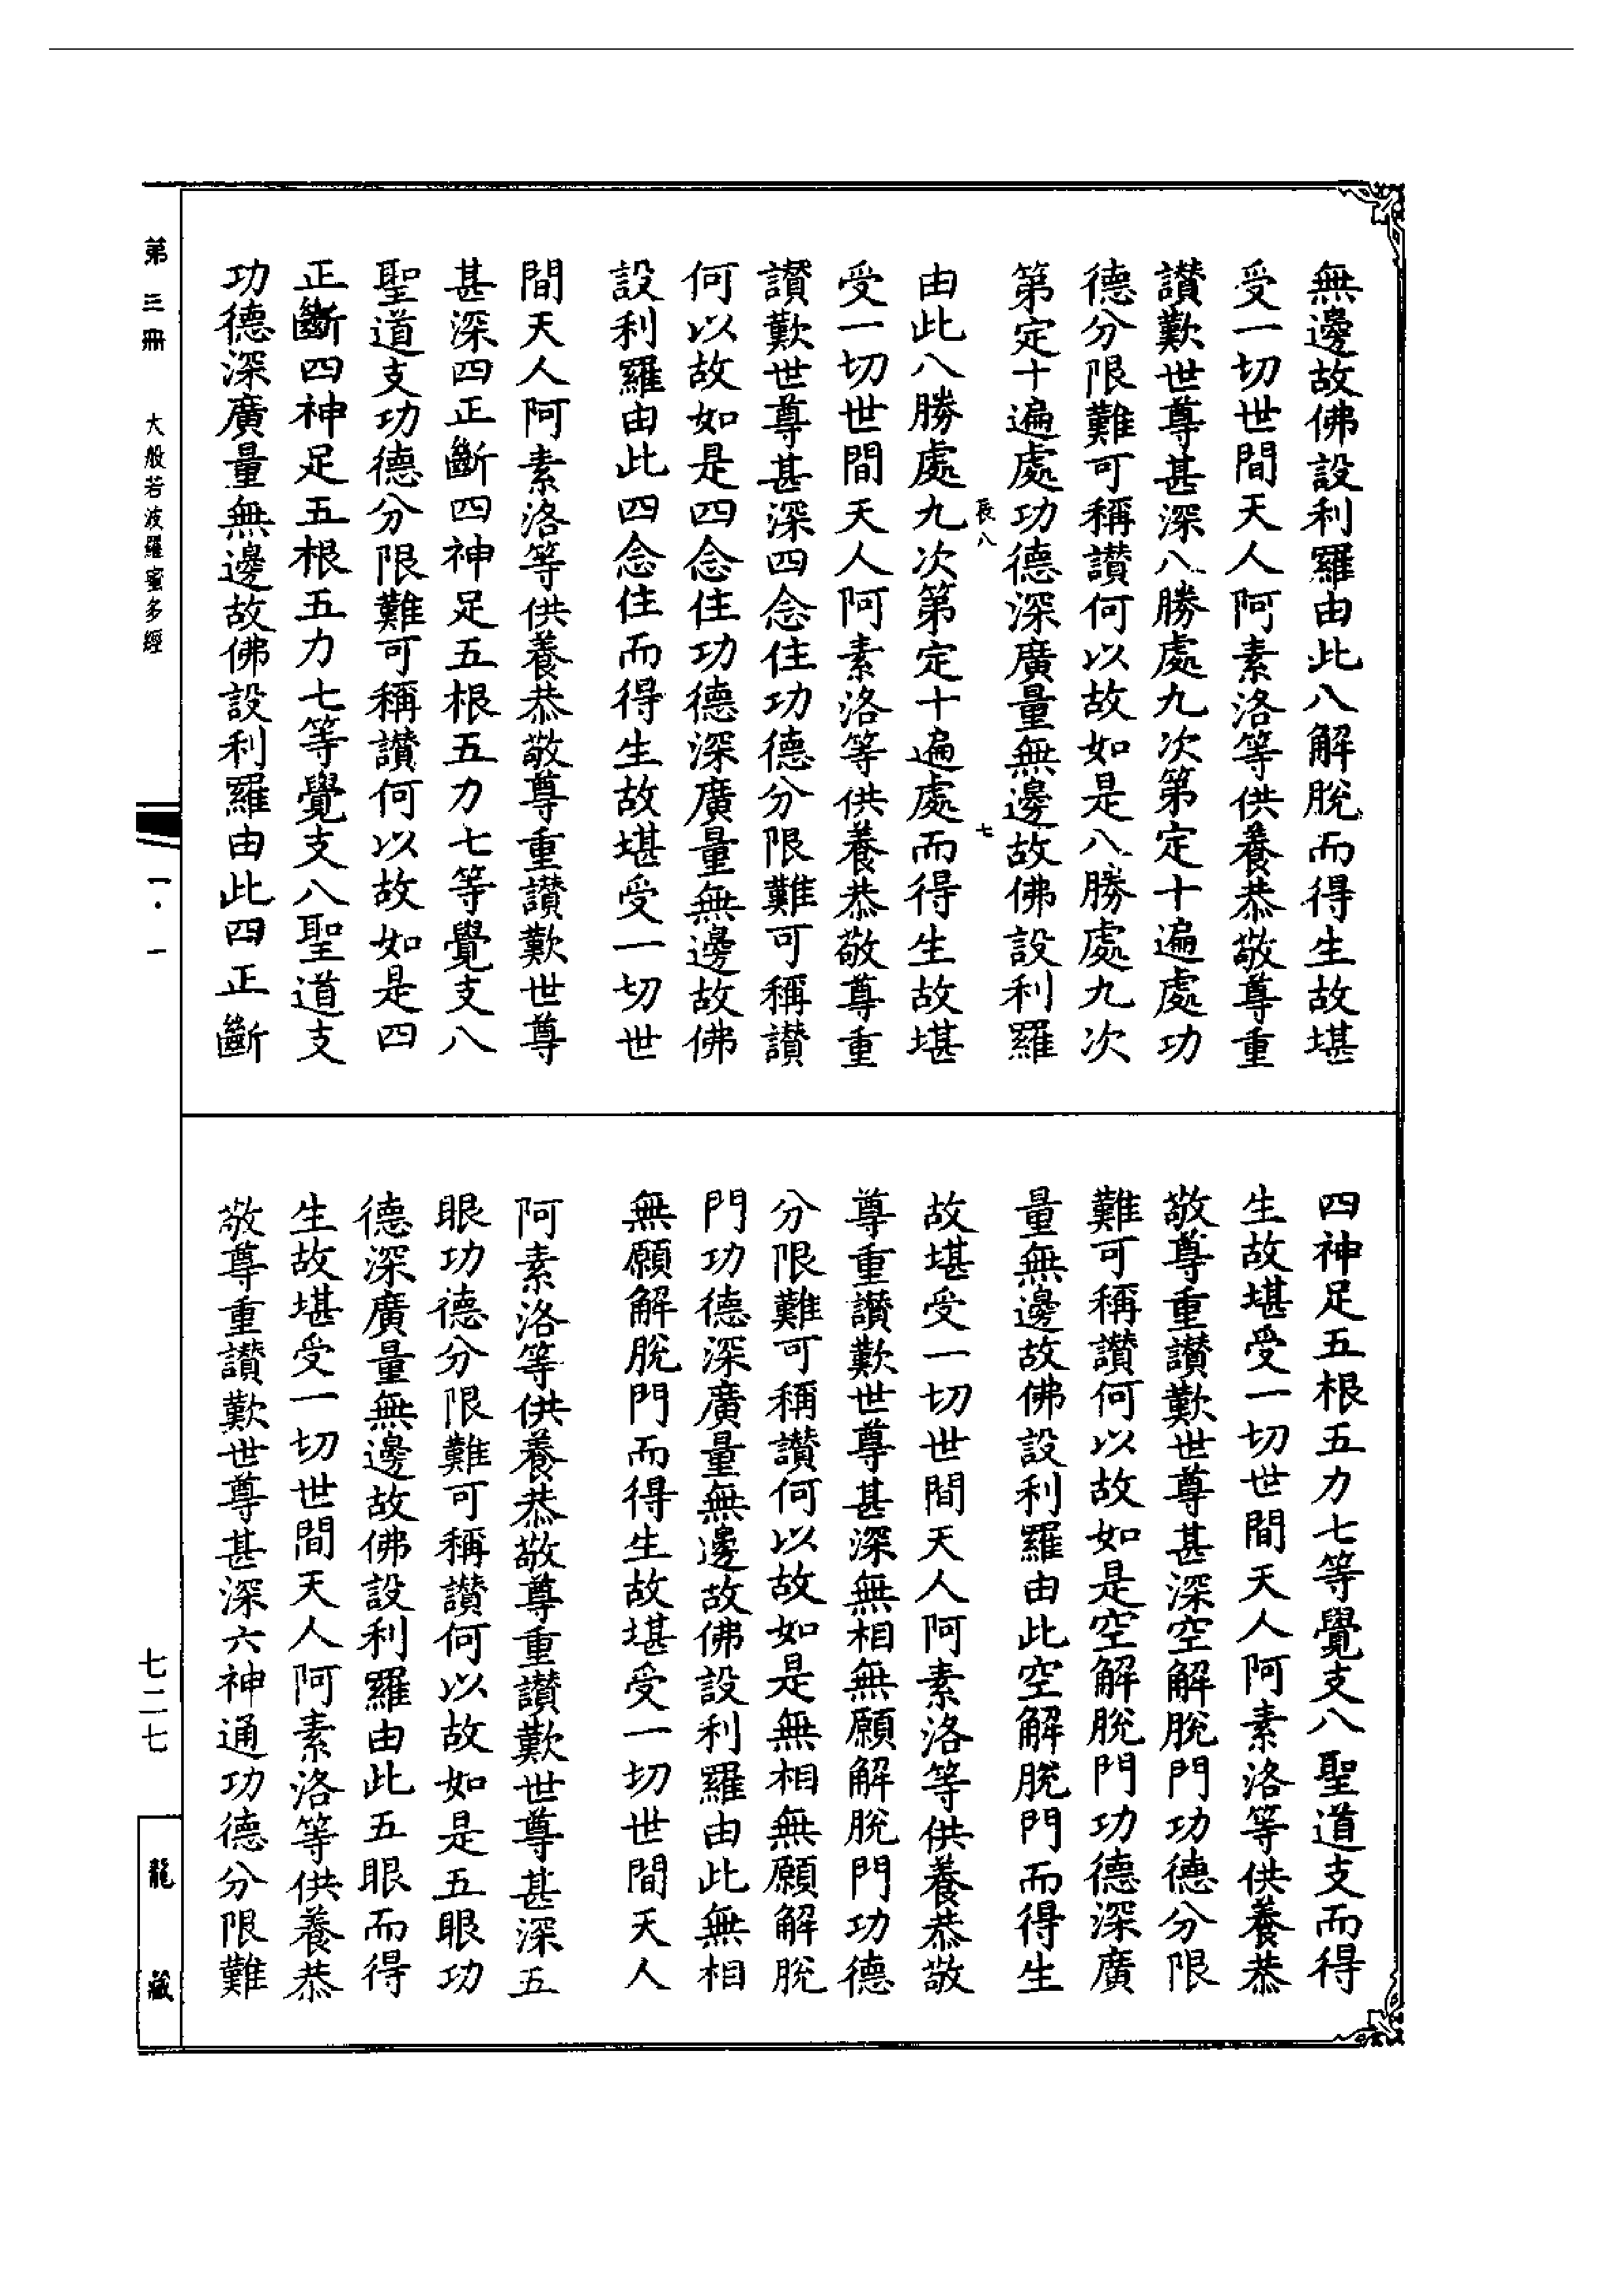 無邊故佛設利羅由此八解脫而得生故堪
受一切世間天人阿素洛等供養恭敬尊重
讃歎世尊甚深八勝處九次第定十遍處功
德分限難可稱讃何以故如是八勝處九次
第定十遍處功德深廣量無邊故佛設利羅
長八 七
由此八勝處九次第定十遍處而得生故堪
受一切世間天人阿素洛等供養恭敬尊重
讃歎世尊甚深四念住功德分限難可稱讃
何以故如是四念住功德深廣量無邊故佛
設利羅由此四念住而得生故堪受一切世
間天人阿素洛等供養恭敬尊重讃歎世尊
甚深四正斷四神足五根五力七等覺支八
聖道支功德分限難可稱讃何以故如是四
正斷四神足五根五力七等覺支八聖道支
功德深廣量無邊故佛設利羅由此四正斷
四神足五根五力七等覺支八聖道支而得
生故堪受一切世間天人阿素洛等供養恭
敬尊重讃歎世尊甚深空解脫門功德分限
難可稱讃何以故如是空解脫門功德深廣
量無邊故佛設利羅由此空解脫門而得生
故堪受一切世間天人阿素洛等供養恭敬
尊重讃歎世尊甚深無相無願解脫門功德
分限難可稱讃何以故如是無相無願解脫
門功德深廣量無邊故佛設利羅由此無相
無願解脫門而得生故堪受一切世間天人
阿素洛等供養恭敬尊重讃歎世尊甚深五
眼功德分限難可稱讃何以故如是五眼功
德深廣量無邊故佛設利羅由此五眼而得
生故堪受一切世間天人阿素洛等供養恭
敬尊重讃歎世尊甚深六神通功德分限難
第三冊 大般若波羅蜜多經 一·一 七二七 龍藏